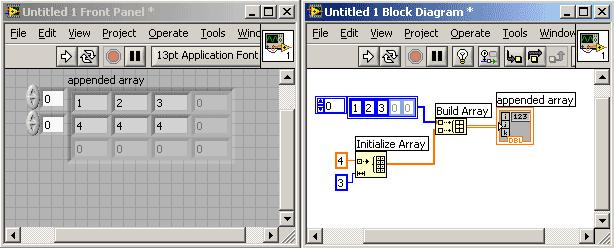 Untitled 1 Front Panel *
File Edit View Project Operate Tools Window
13pt Application Font
1
appended array
0 1 2 3 0
0 4 4 4 0
0 0 0 0
Untitled 1 Block Diagram *
File Edit View Project Operate Tools Windo
1
0 1 2 3 0 0
Build Array
appended array
123
DBL
Initialize Array
4
3